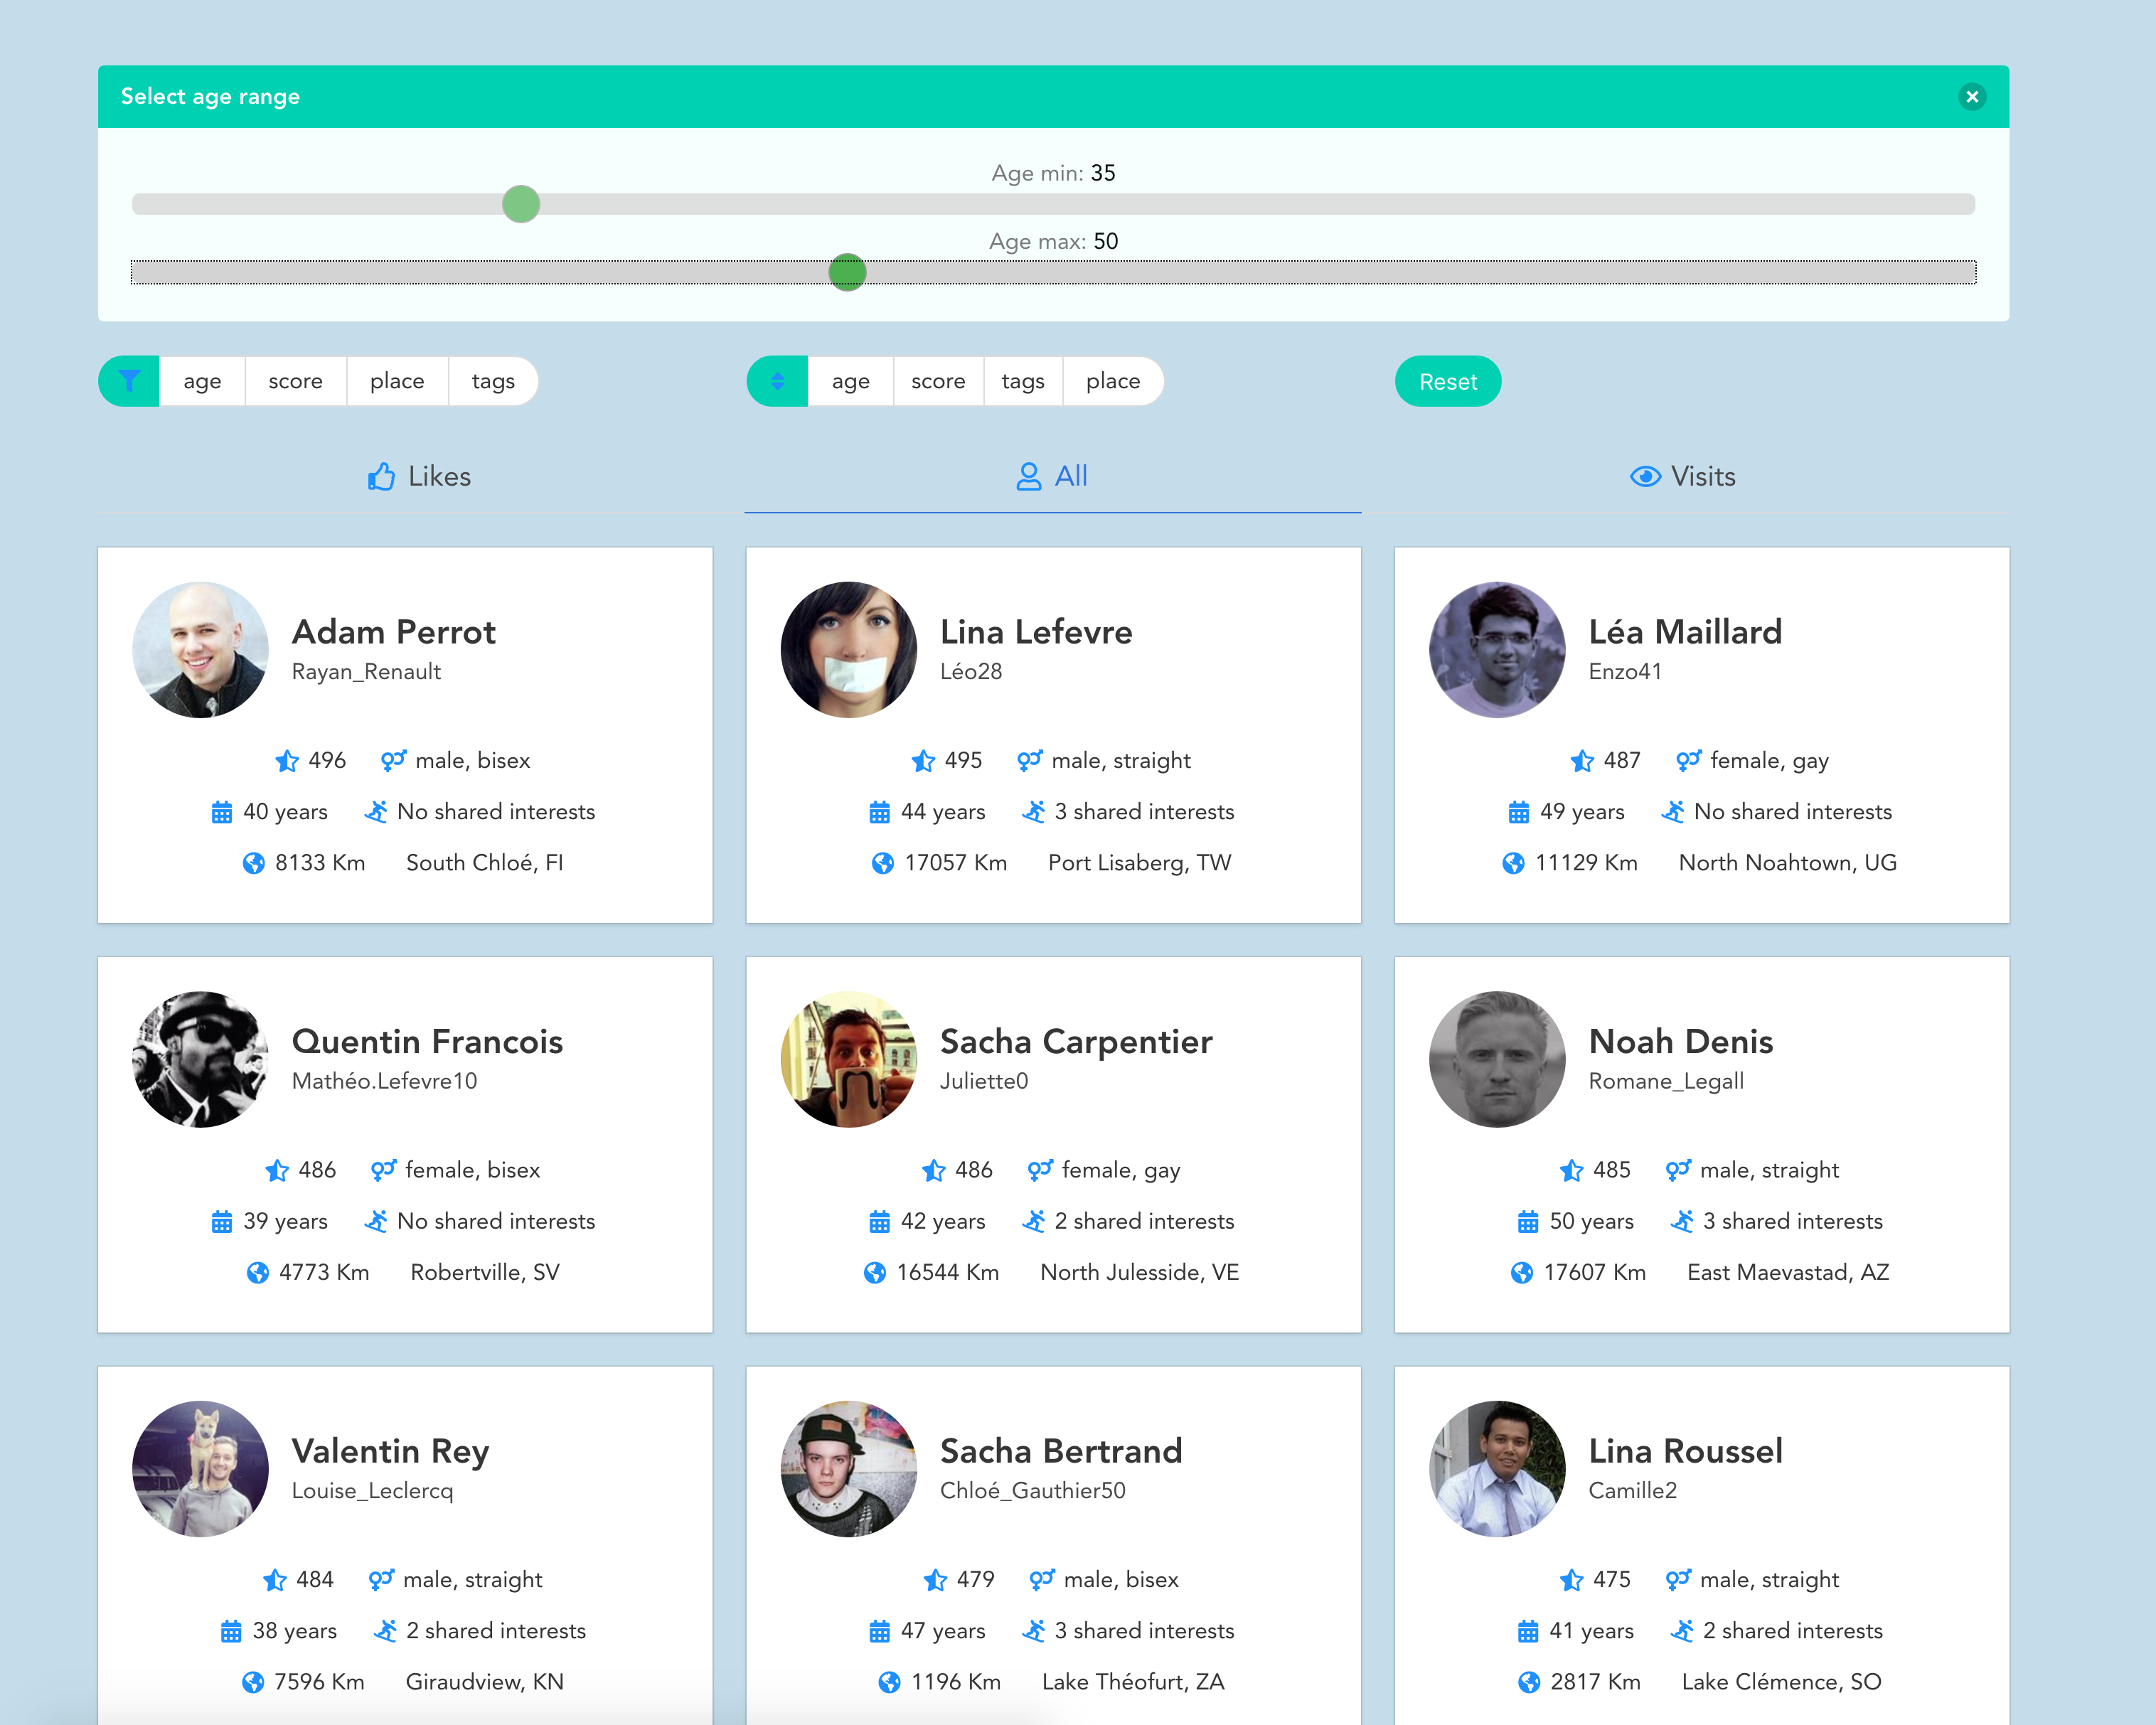 Select age range
Age min: 35
Age max: 50
age score place tags
age score tags place
Reset
Likes
All
Visits
Adam Perrot
Rayan_Renault
496 male, bisex
40 years No shared interests
8133 Km South Chloé, FI
Lina Lefevre
Léo28
495 male, straight
44 years 3 shared interests
17057 Km Port Lisaberg, TW
Léa Maillard
Enzo41
487 female, gay
49 years No shared interests
11129 Km North Noahtown, UG
Quentin Francois
Mathéo.Lefevre10
486 female, bisex
39 years No shared interests
4773 Km Robertville, SV
Sacha Carpentier
Juliette0
486 female, gay
42 years 2 shared interests
16544 Km North Julesside, VE
Noah Denis
Romane_Legall
485 male, straight
50 years 3 shared interests
17607 Km East Maevastad, AZ
Valentin Rey
Louise_Leclercq
484 male, straight
38 years 2 shared interests
7596 Km Giraudview, KN
Sacha Bertrand
Chloé_Gauthier50
479 male, bisex
47 years 3 shared interests
1196 Km Lake Théofurt, ZA
Lina Roussel
Camille2
475 male, straight
41 years 2 shared interests
2817 Km Lake Clémence, SO